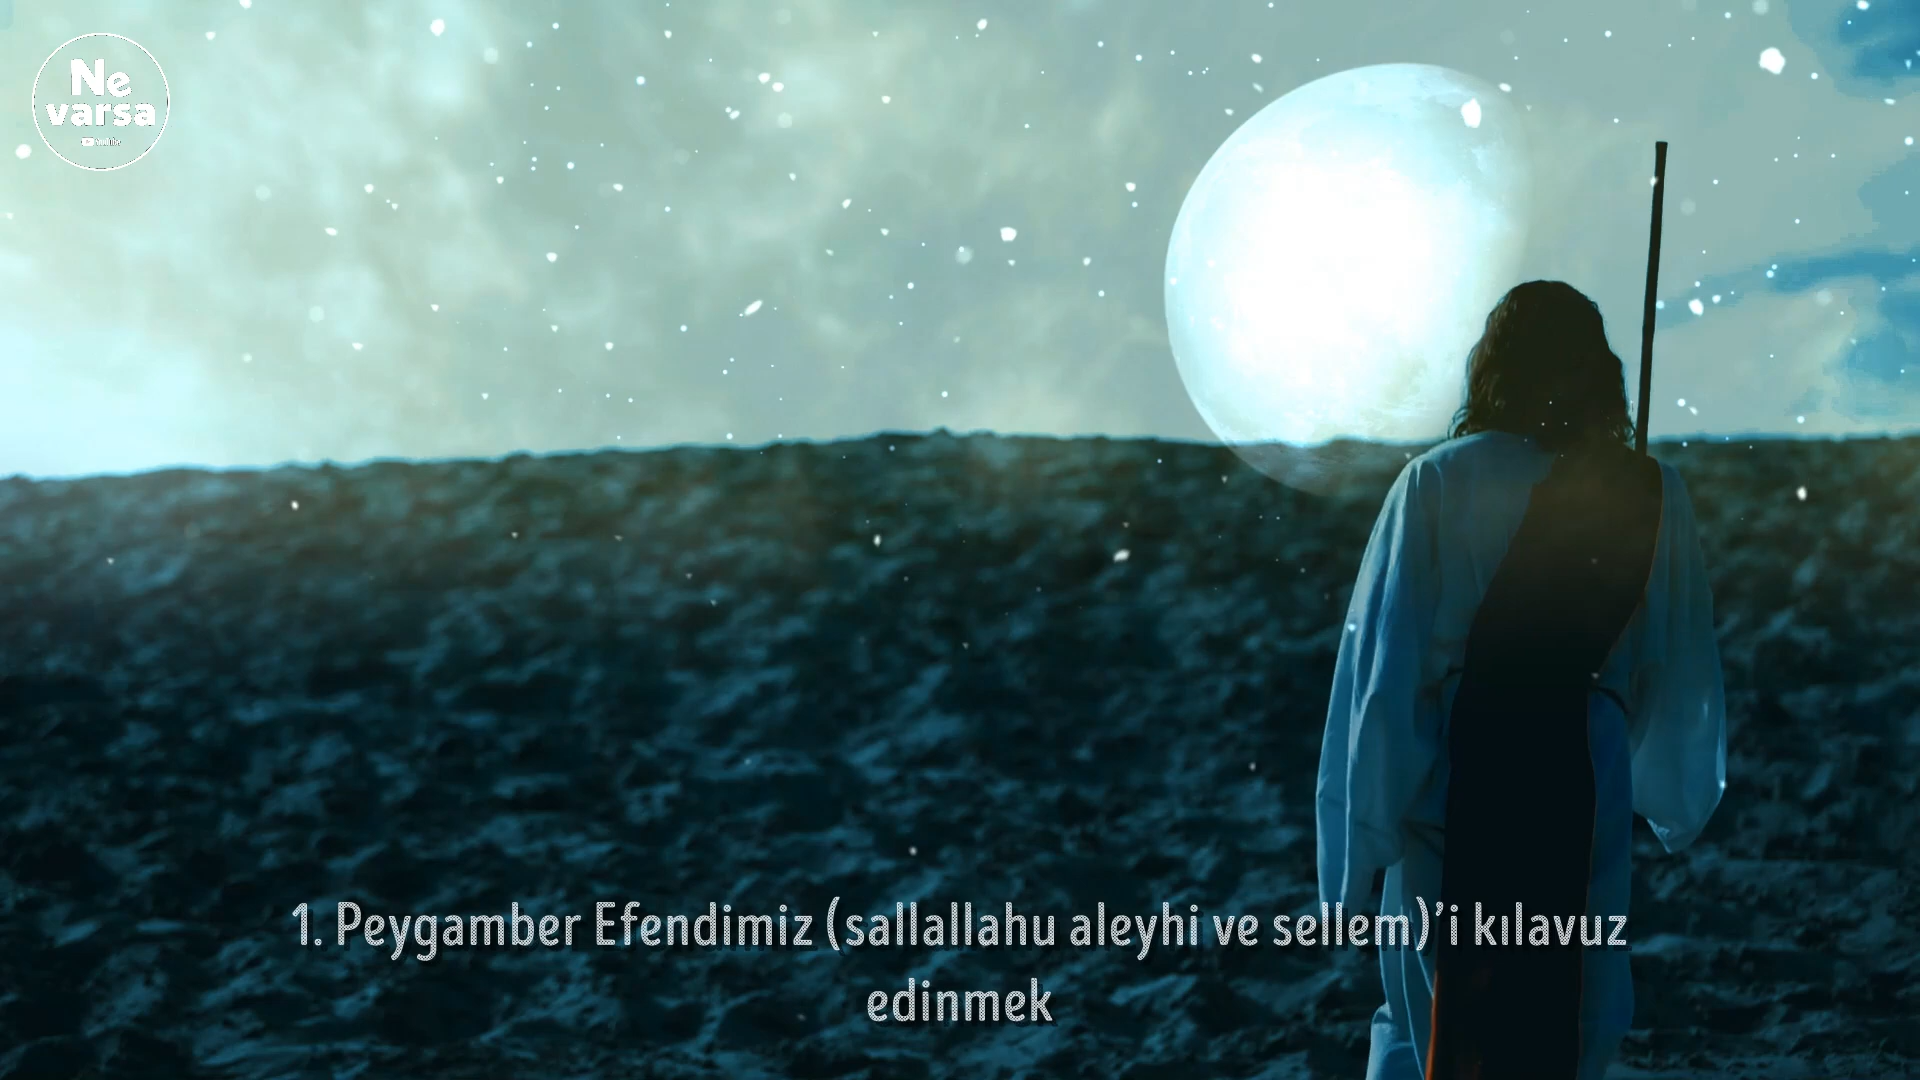 Ne
varsa
1. Peygamber Efendimiz (sallallahu aleyhi ve sellem)’i kılavuz
edinmek